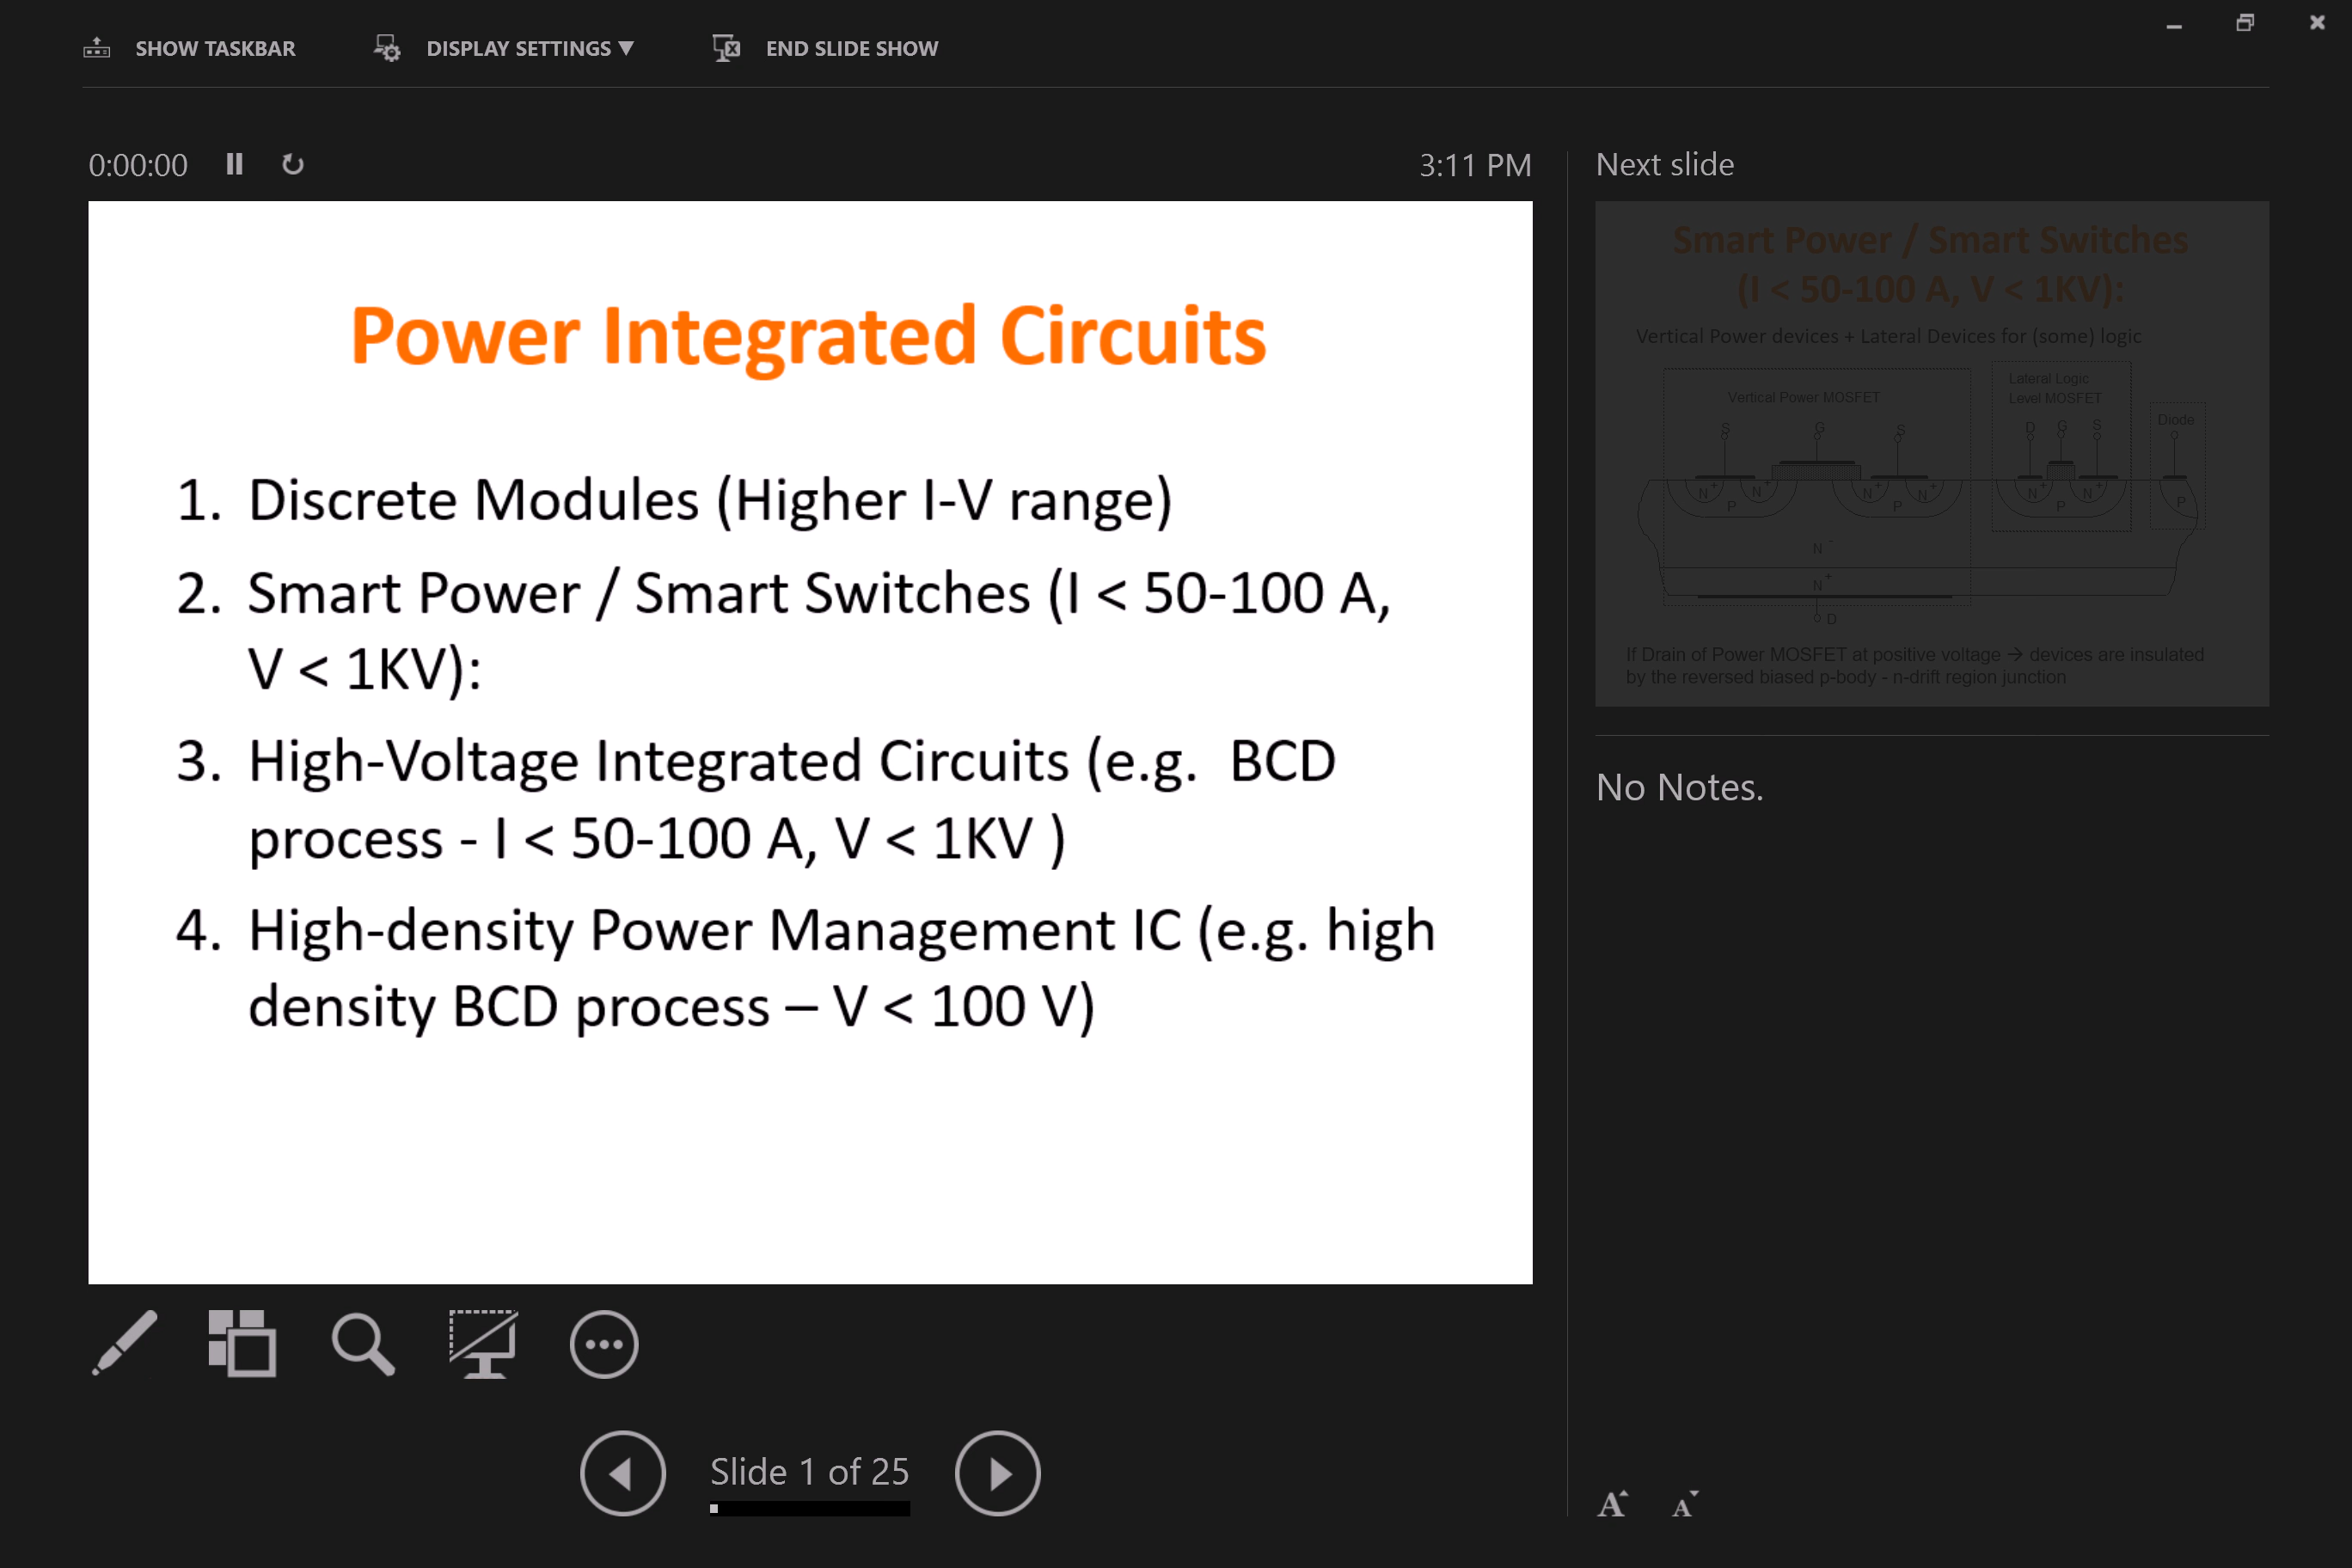 SHOW TASKBAR
DISPLAY SETTINGS ▼
END SLIDE SHOW
0:00:00
3:11 PM
Power Integrated Circuits
1. Discrete Modules (Higher I-V range)
2. Smart Power / Smart Switches (I < 50-100 A,
V < 1KV):
3. High-Voltage Integrated Circuits (e.g.  BCD
process - I < 50-100 A, V < 1KV )
4. High-density Power Management IC (e.g. high
density BCD process – V < 100 V)
Slide 1 of 25
Next slide
Smart Power / Smart Switches
(I < 50-100 A, V < 1KV):
Vertical Power devices + Lateral Devices for (some) logic
Vertical Power MOSFET
Lateral Logic
Level MOSFET
Diode
S G S D G S
N+ N+ N+ N+ N+ N+
P P P P
N-
N+
D
If Drain of Power MOSFET at positive voltage → devices are insulated
by the reversed biased p-body - n-drift region junction
No Notes.
A A